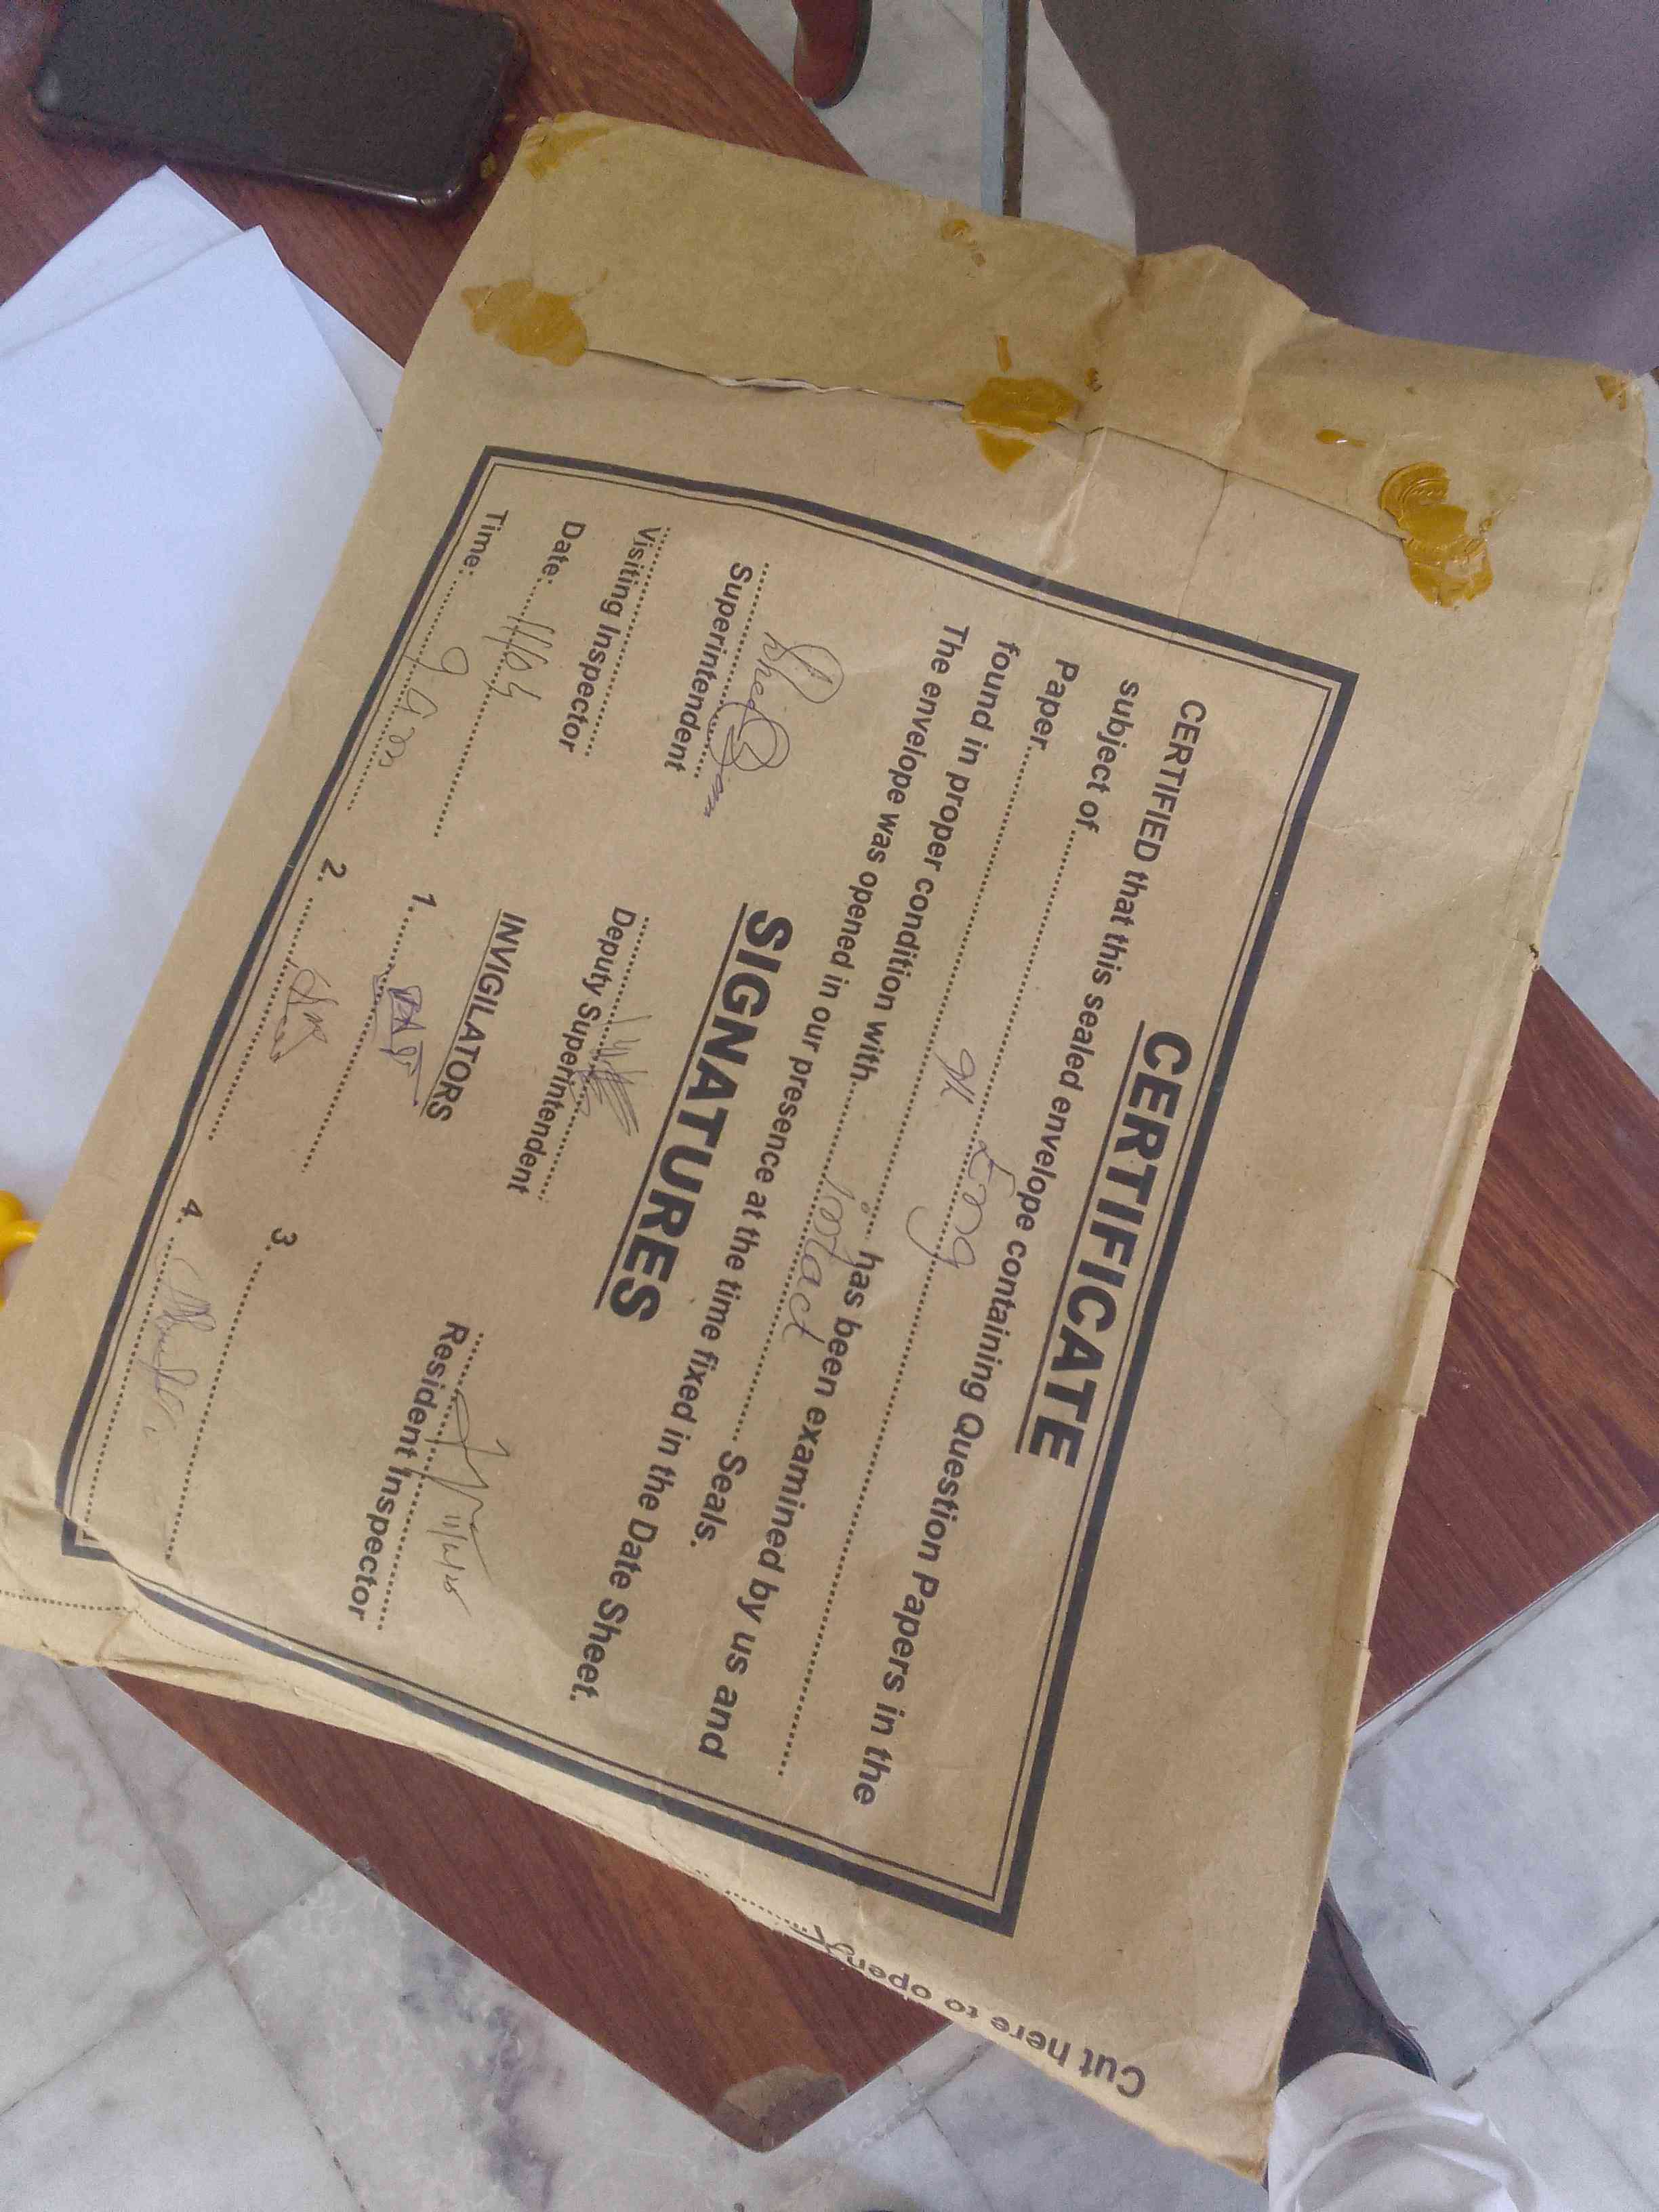 CERTIFICATE
CERTIFIED that this sealed envelope containing Question Papers in the
subject of ........ Eng ........
Paper ........ has been examined by us and
found in proper condition with ........ intact ........ Seals.
The envelope was opened in our presence at the time fixed in the Date Sheet.
SIGNATURES
Superintendent
Deputy Superintendent
Resident Inspector
Visiting Inspector
INVIGILATORS
Date:
1.
3.
Time: 9 am
2.
4.
Cut here to open